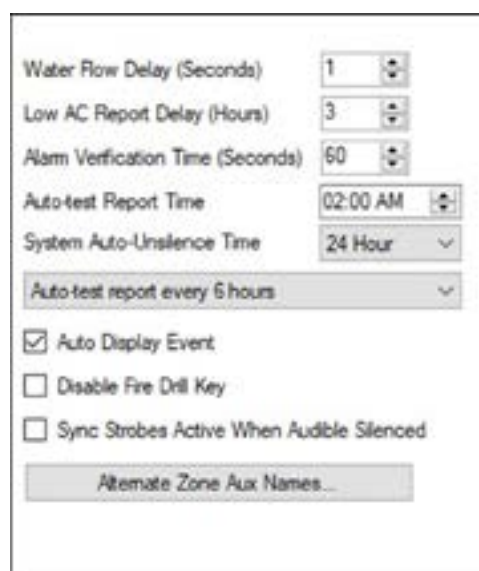 Water Flow Delay (Seconds) 1
Low AC Report Delay (Hours) 3
Alarm Verification Time (Seconds) 60
Auto-test Report Time 02:00 AM
System Auto-Unsilence Time 24 Hour
Auto-test report every 6 hours
Auto Display Event
Disable Fire Drill Key
Sync Strobes Active When Audible Silenced
Alternate Zone Aux Names...